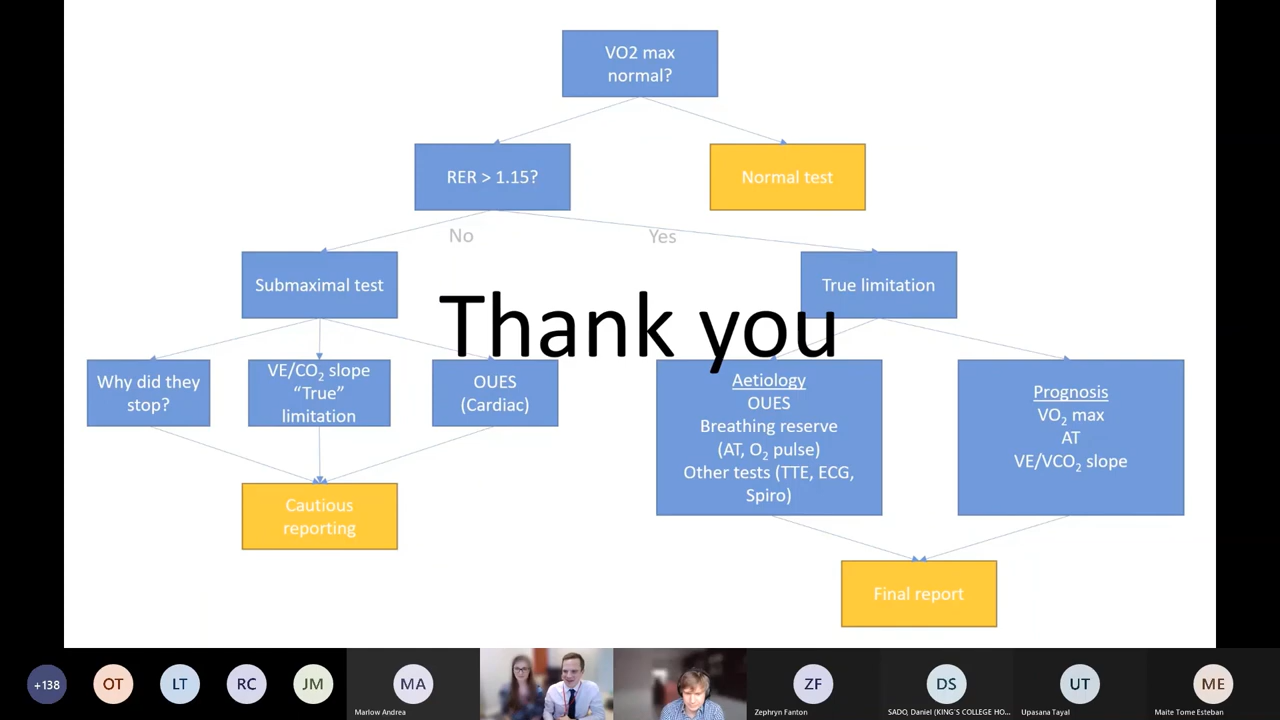 VO2 max
normal?
RER > 1.15?
Normal test
No
Yes
Submaximal test
True limitation
Thank you
Why did they
stop?
VE/CO₂ slope
“True”
limitation
OUES
(Cardiac)
Aetiology
OUES
Breathing reserve
(AT, O₂ pulse)
Other tests (TTE, ECG,
Spiro)
Prognosis
VO₂ max
AT
VE/VCO₂ slope
Cautious
reporting
Final report
+138
OT
LT
RC
JM
MA
Marlow Andrea
ZF
Zephryn Fanton
DS
SADO, Daniel (KING'S COLLEGE HO...
UT
Upasana Tayal
ME
Maite Tome Esteban